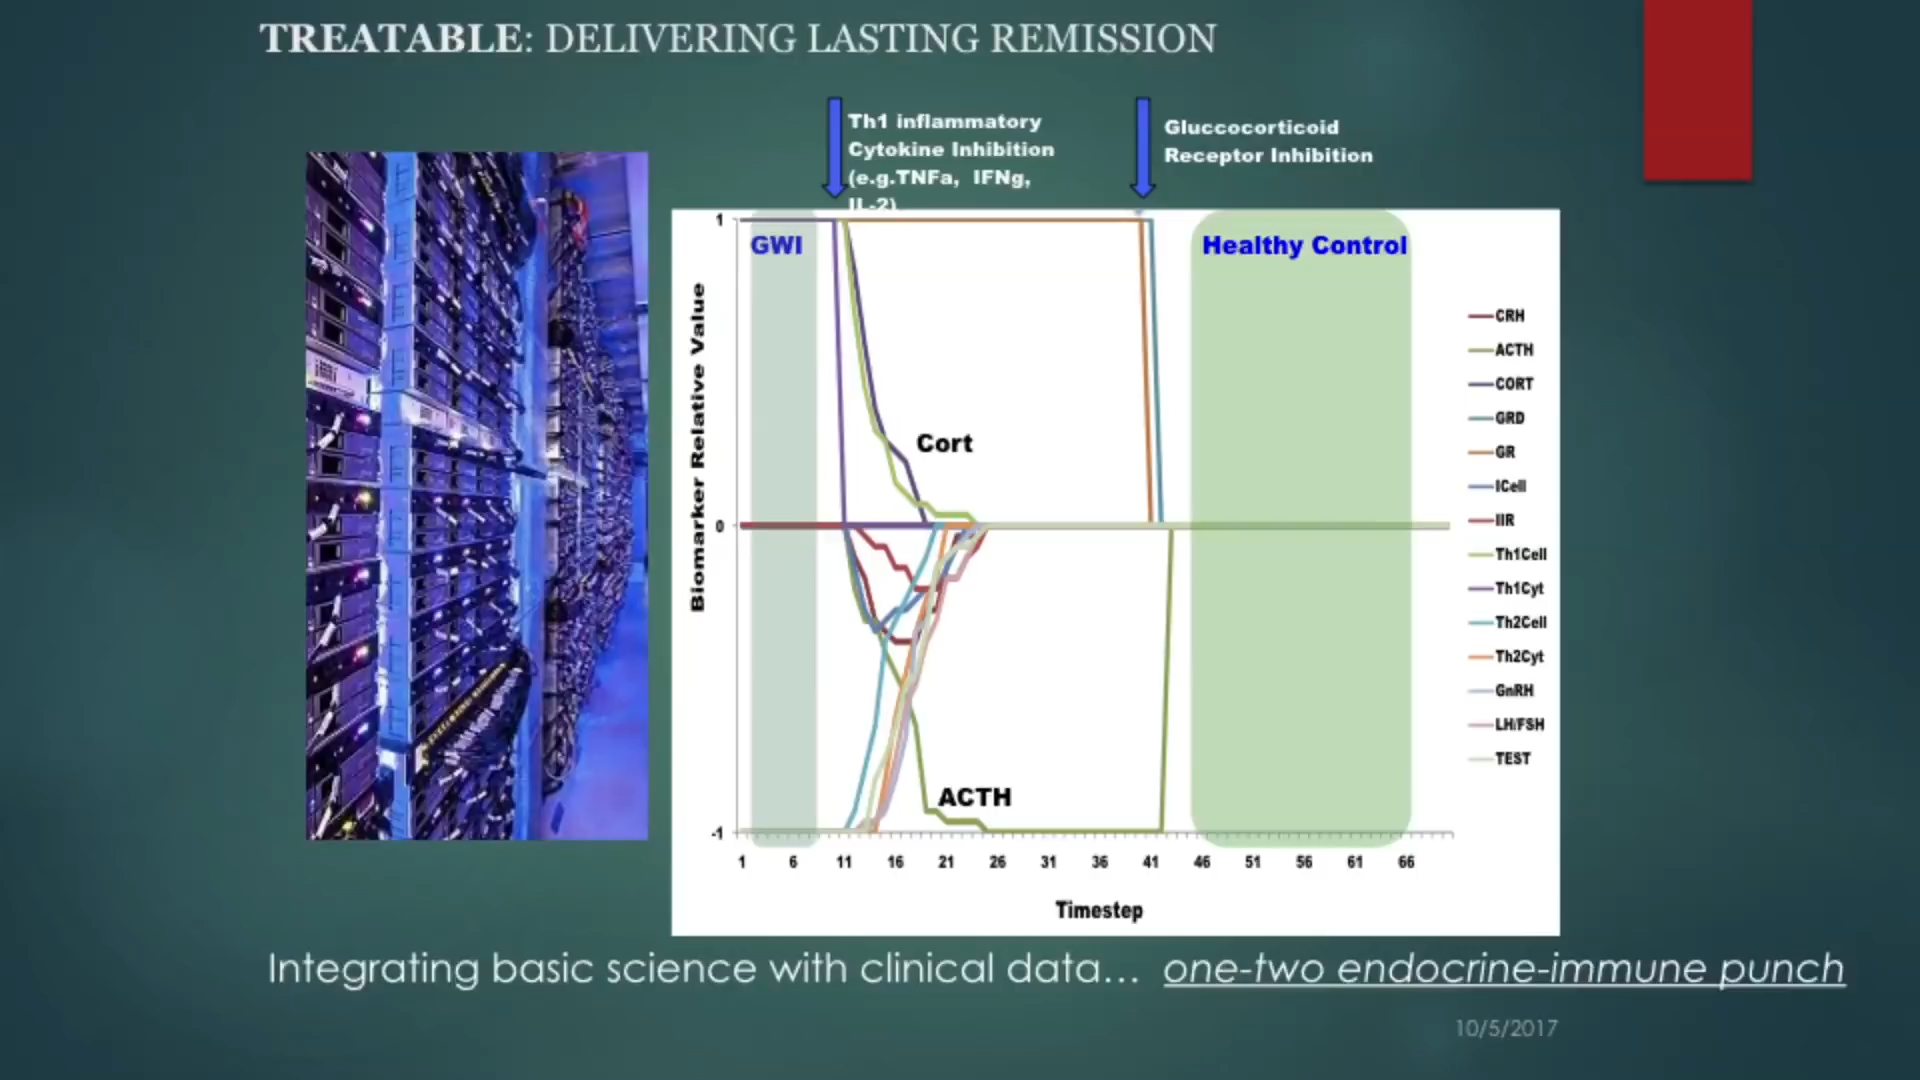 TREATABLE: DELIVERING LASTING REMISSION
Th1 inflammatory
Cytokine Inhibition
(e.g.TNFa, IFNg,
IL-2)
Gluccocorticoid
Receptor Inhibition
GWI
Healthy Control
Biomarker Relative Value
1
0
-1
Cort
ACTH
1 6 11 16 21 26 31 36 41 46 51 56 61 66
Timestep
CRH
ACTH
CORT
GRD
GR
ICell
IIR
Th1Cell
Th1Cyt
Th2Cell
Th2Cyt
GnRH
LH/FSH
TEST
Integrating basic science with clinical data... one-two endocrine-immune punch
10/5/2017